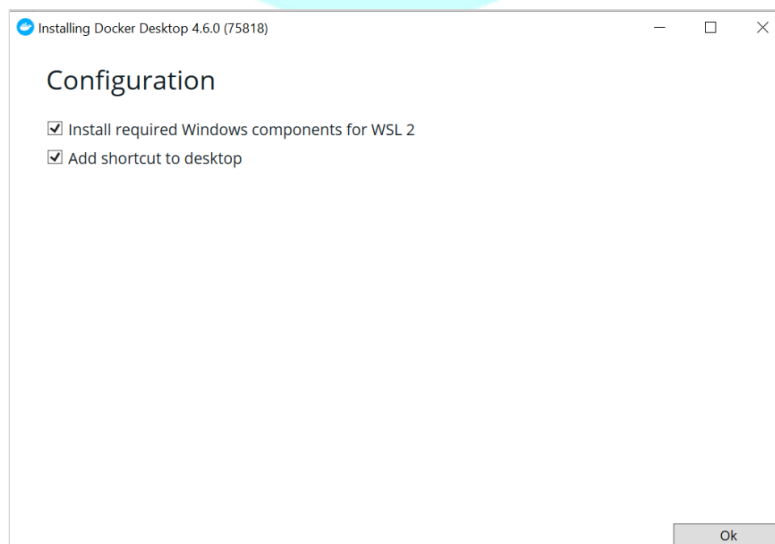 Installing Docker Desktop 4.6.0 (75818)
Configuration
Install required Windows components for WSL 2
Add shortcut to desktop
Ok